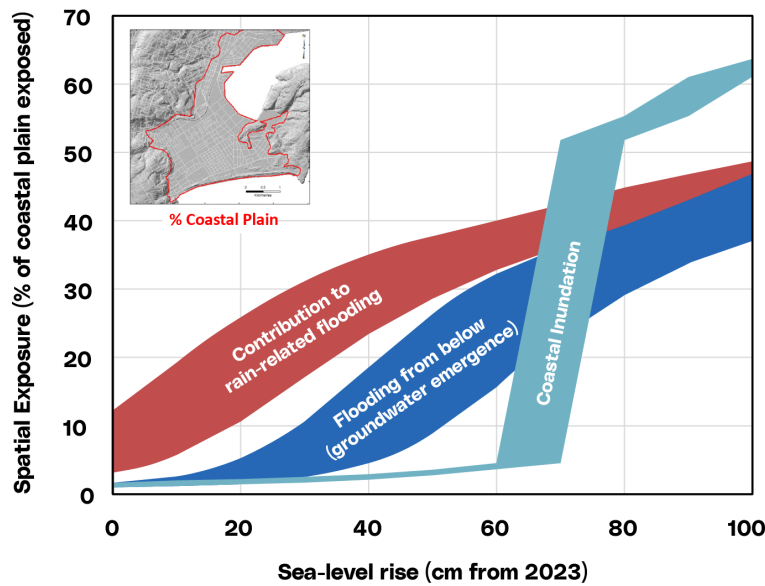 Spatial Exposure (% of coastal plain exposed)
70
60
50
40
30
20
10
0
% Coastal Plain
Contribution to
rain-related flooding
Flooding from below
(groundwater emergence)
Coastal Inundation
0
20
40
60
80
100
Sea-level rise (cm from 2023)